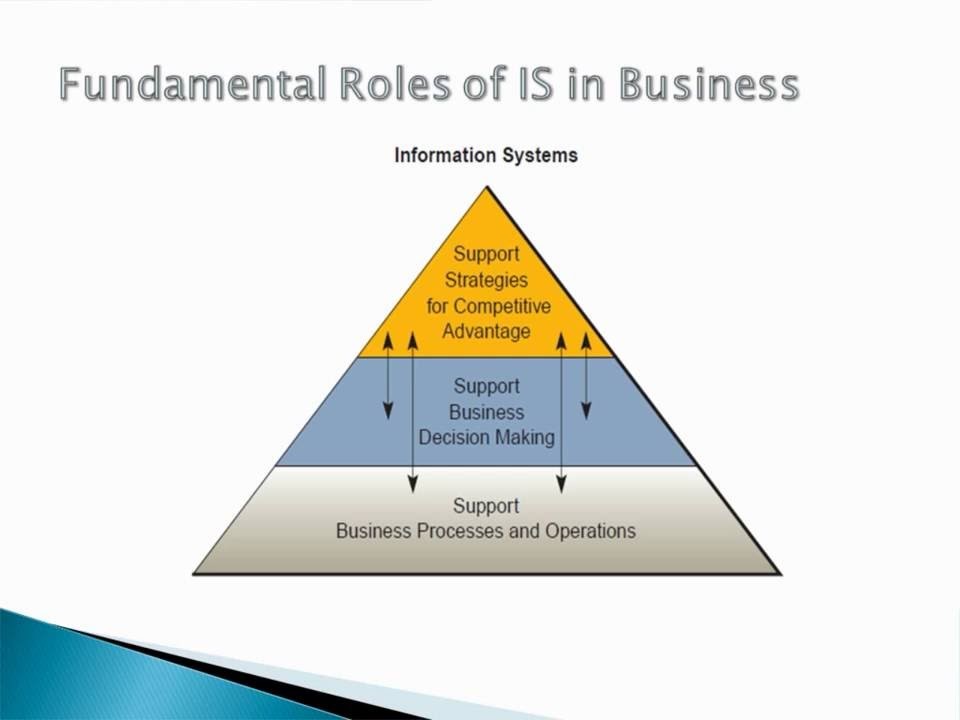 Fundamental Roles of IS in Business
Information Systems
Support
Strategies
for Competitive
Advantage
Support
Business
Decision Making
Support
Business Processes and Operations